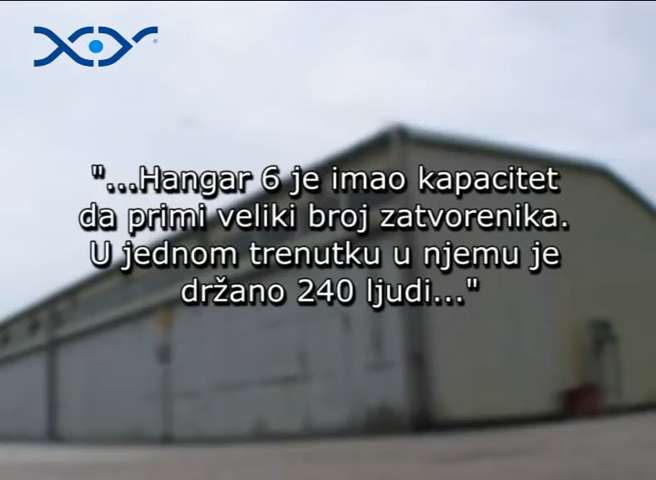 "...Hangar 6 je imao kapacitet
da primi veliki broj zatvorenika.
U jednom trenutku u njemu je
držano 240 ljudi..."